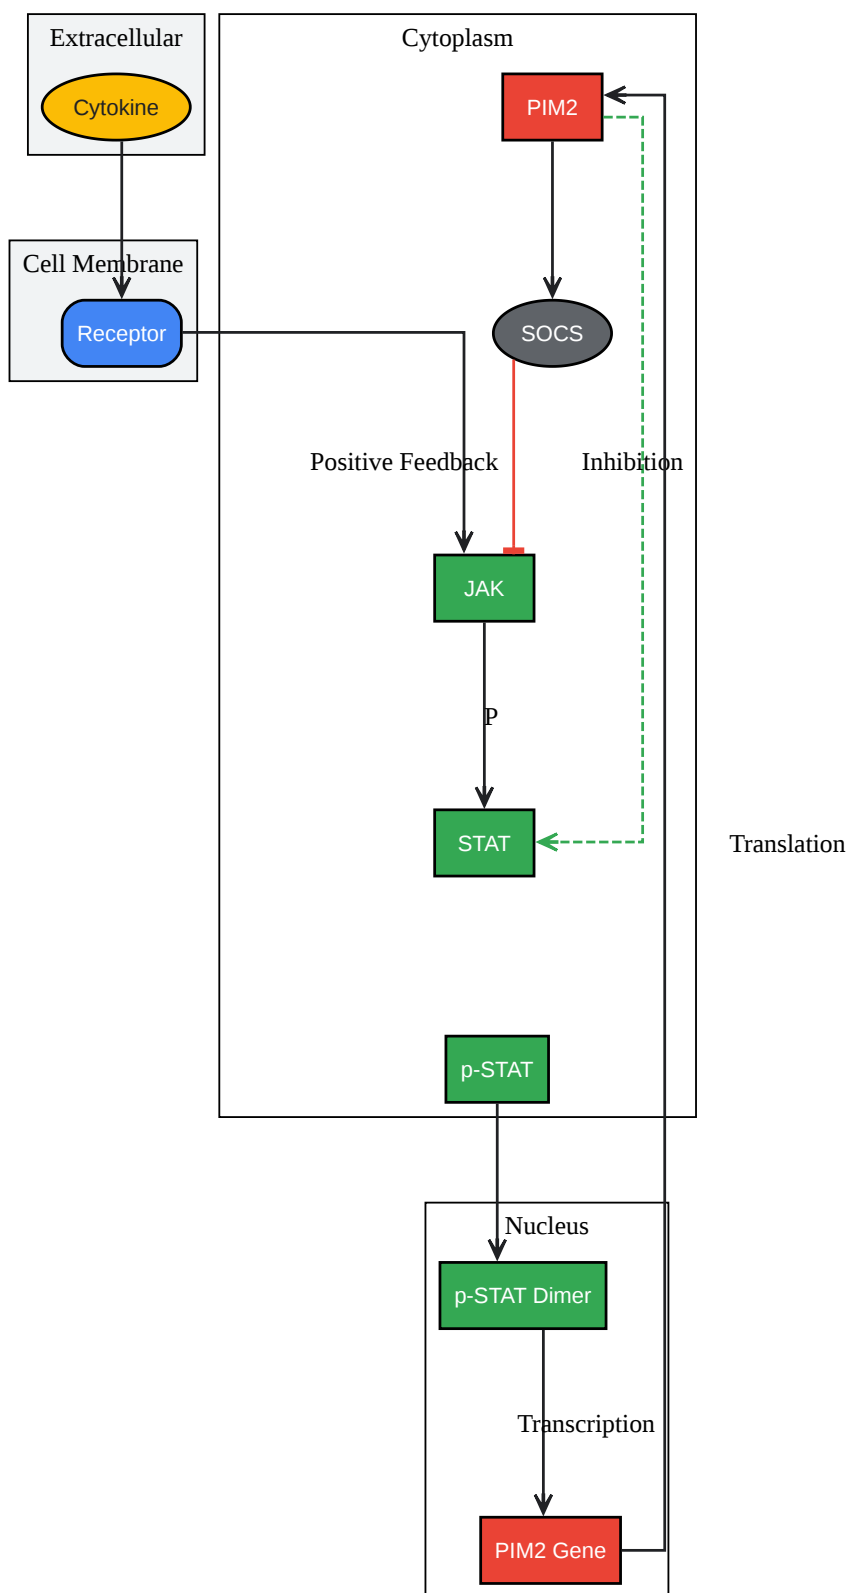 Extracellular
Cytoplasm
Cytokine
PIM2
Cell Membrane
Receptor
SOCS
Positive Feedback
Inhibition
JAK
P
STAT
Translation
p-STAT
Nucleus
p-STAT Dimer
Transcription
PIM2 Gene